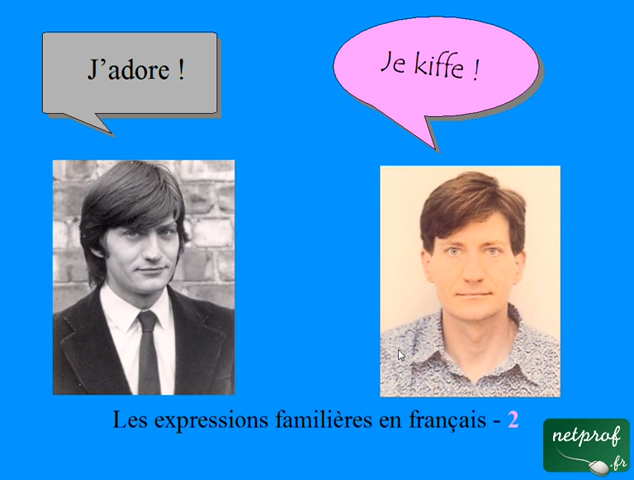 J’adore !
Je kiffe !
Les expressions familières en français - 2
netprof
.fr